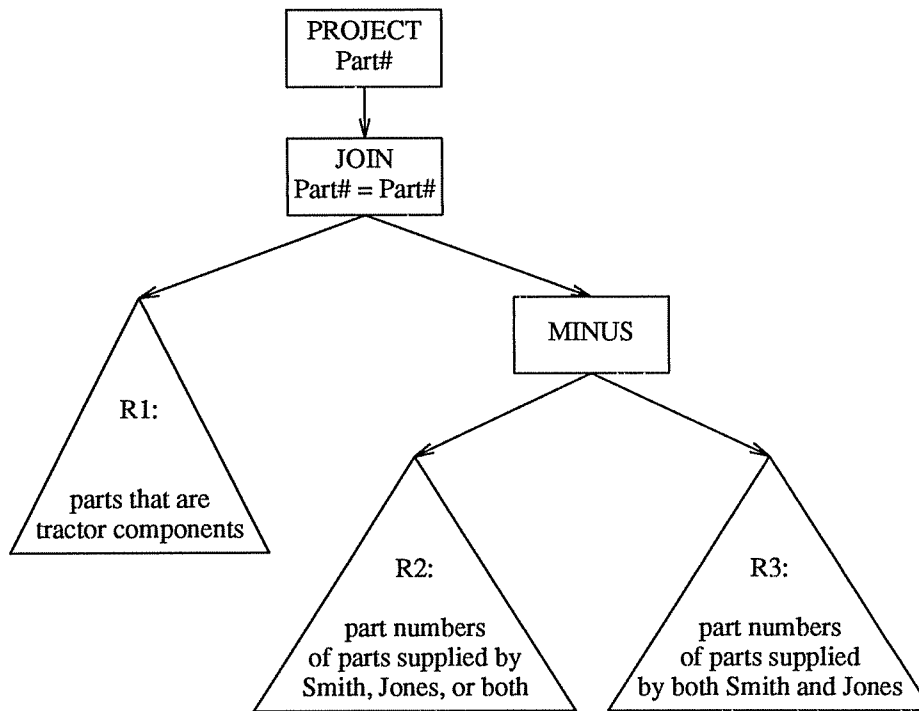 PROJECT
Part#
JOIN
Part# = Part#
MINUS
R1:
parts that are
tractor components
R2:
part numbers
of parts supplied by
Smith, Jones, or both
R3:
part numbers
of parts supplied
by both Smith and Jones